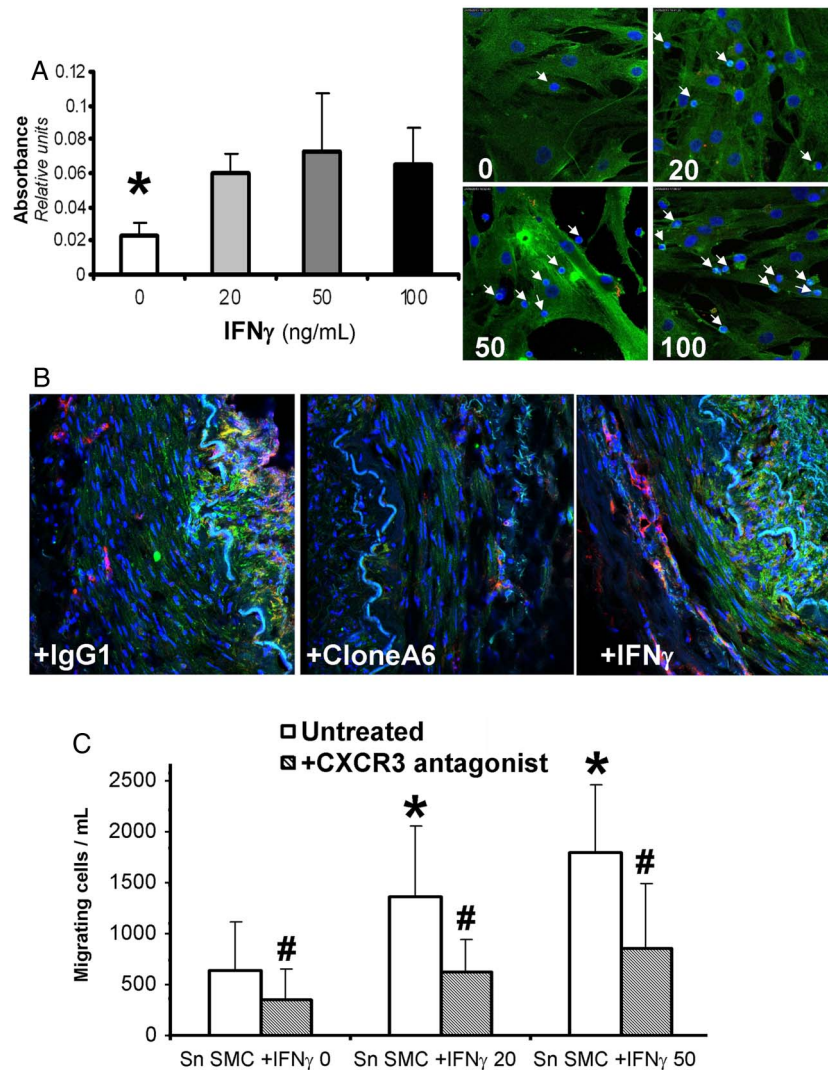 A
0.12
0.1
0.08
0.06
0.04
0.02
0
Absorbance
Relative units
*
0 20 50 100
IFNγ (ng/mL)
0
20
50
100
B
+IgG1
+CloneA6
+IFNγ
C
Untreated
+CXCR3 antagonist
2500
2000
1500
1000
500
0
Migrating cells / mL
#
*
#
*
#
Sn SMC +IFNγ 0
Sn SMC +IFNγ 20
Sn SMC +IFNγ 50